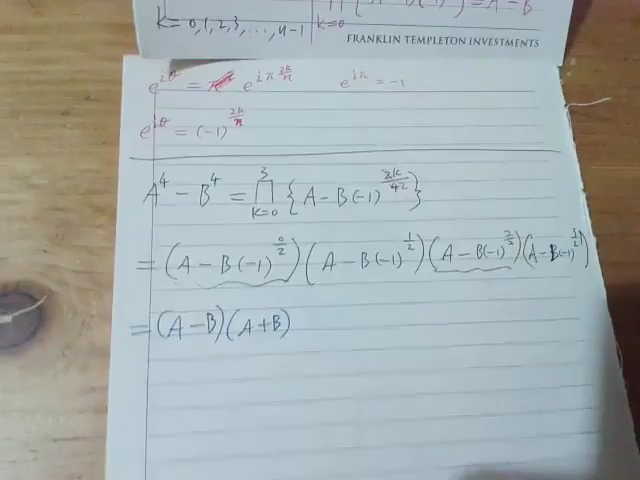 k=0,1,2,3,...,n-1
k=0
=A-B
FRANKLIN TEMPLETON INVESTMENTS
e^{iθ} = e^{iπ 2k/n} e^{iπ} = -1
e^{iθ} = (-1)^{2k/n}
A^4 - B^4 = ∏_{k=0}^{3} { A - B(-1)^{2k/42} }
= (A - B(-1)^{0/2}) (A - B(-1)^{1/2}) (A - B(-1)^{2/2}) (A - B(-1)^{3/2})
= (A - B)(A + B)